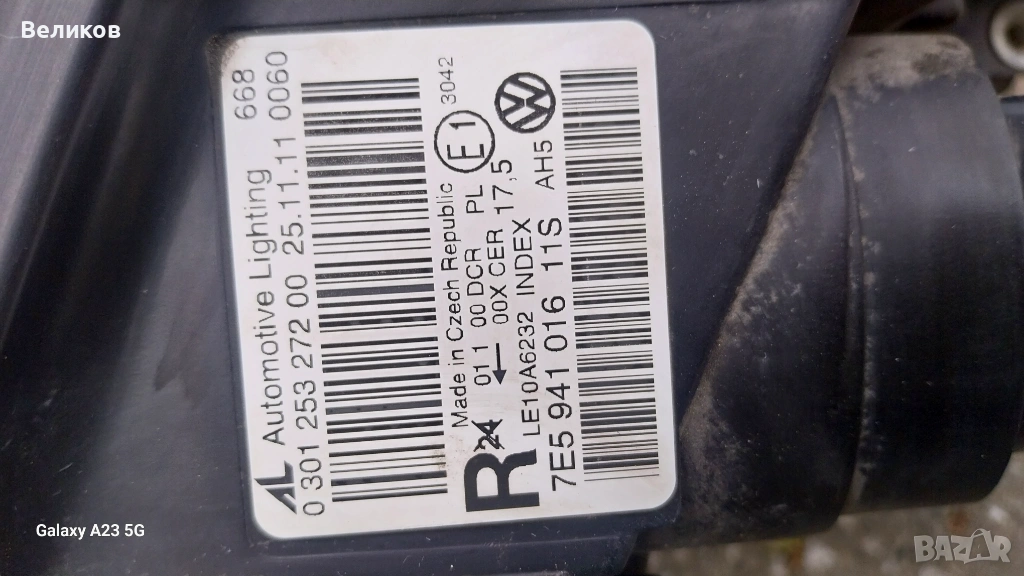 Великов
AL Automotive Lighting 668
0 301 253 272 00 25.11.11 0060
Made in Czech Republic
E1 3042
R 24 01 1 00 DCR PL
← 00X CER 17,5
LE10A6232 INDEX
7E5 941 016 11S AH5
VW
Galaxy A23 5G
BAZAR